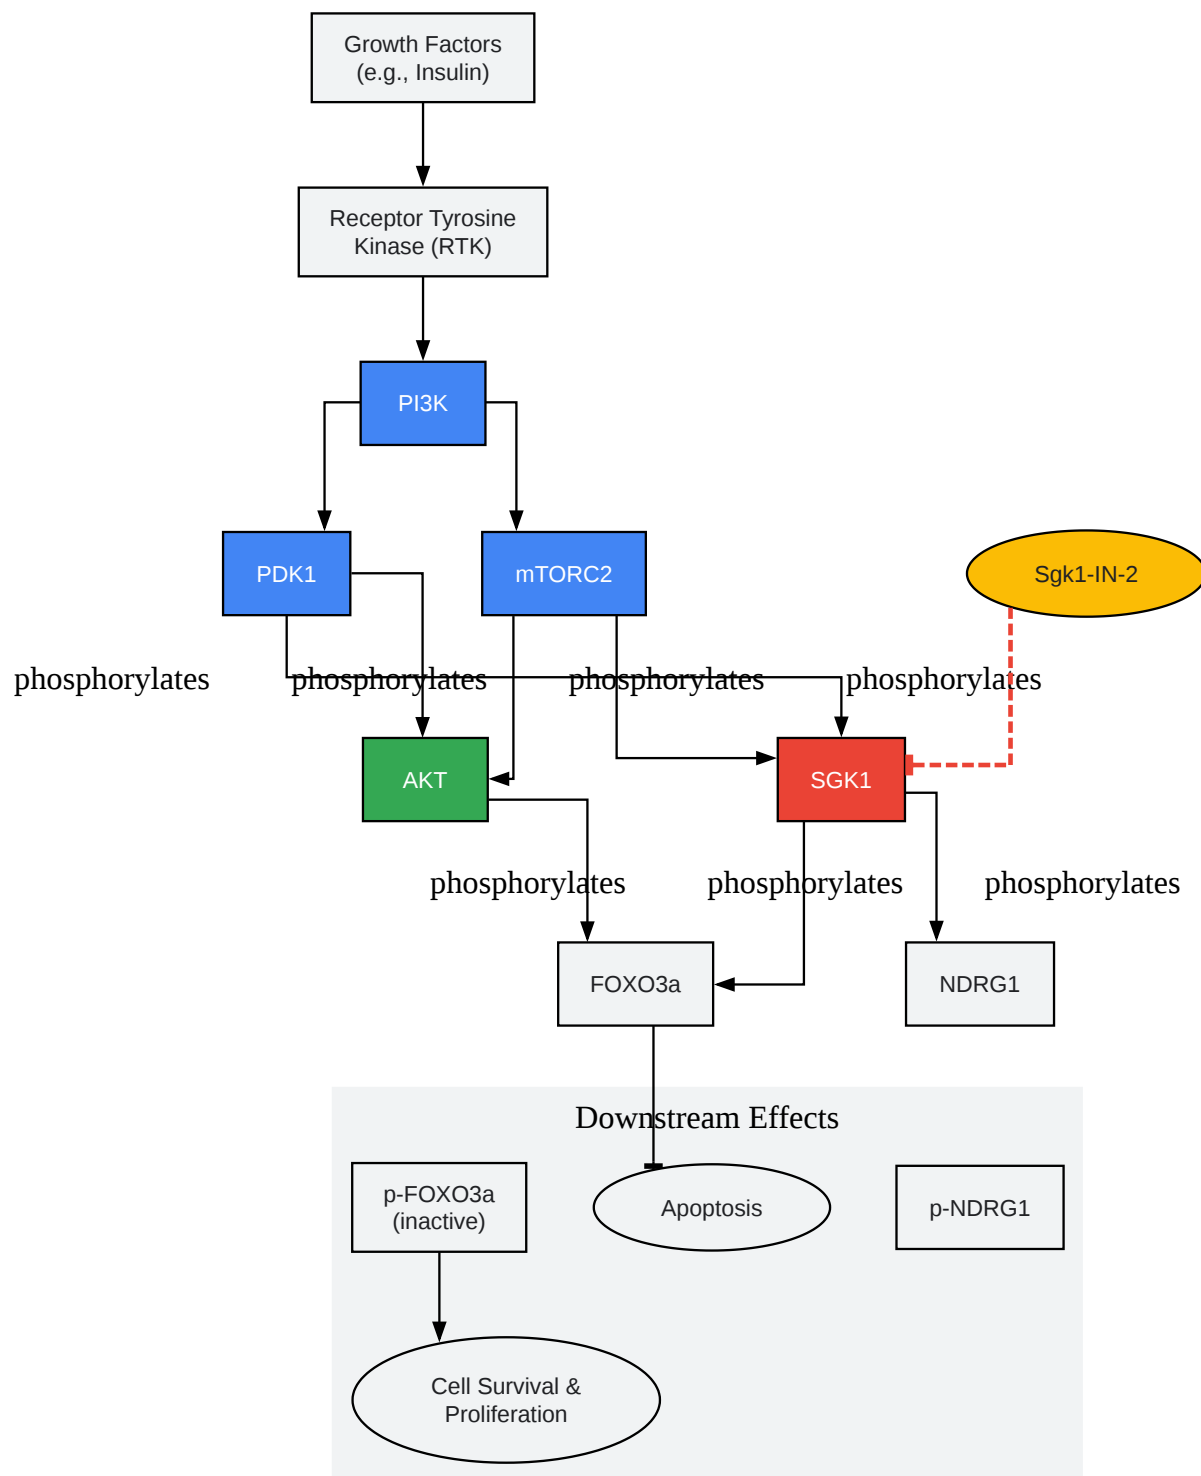 Growth Factors
(e.g., Insulin)
Receptor Tyrosine
Kinase (RTK)
PI3K
PDK1
mTORC2
Sgk1-IN-2
phosphorylates
phosphorylates
phosphorylates
phosphorylates
AKT
SGK1
phosphorylates
phosphorylates
phosphorylates
FOXO3a
NDRG1
Downstream Effects
p-FOXO3a
(inactive)
Apoptosis
p-NDRG1
Cell Survival &
Proliferation